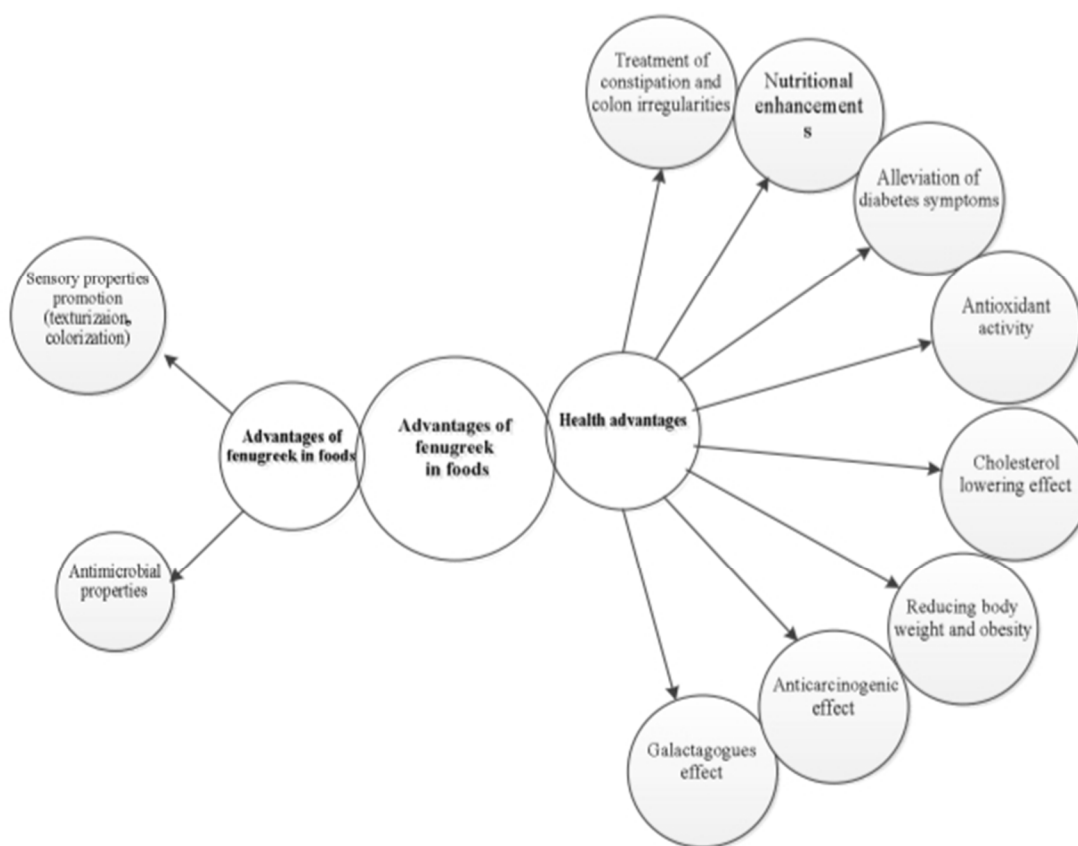 Treatment of
constipation and
colon irregularities
Nutritional
enhancement
s
Alleviation of
diabetes symptoms
Antioxidant
activity
Cholesterol
lowering effect
Reducing body
weight and obesity
Anticarcinogenic
effect
Galactagogues
effect
Health advantages
Advantages of
fenugreek
in foods
Advantages of
fenugreek in foods
Sensory properties
promotion
(texturizaion,
colorization)
Antimicrobial
properties